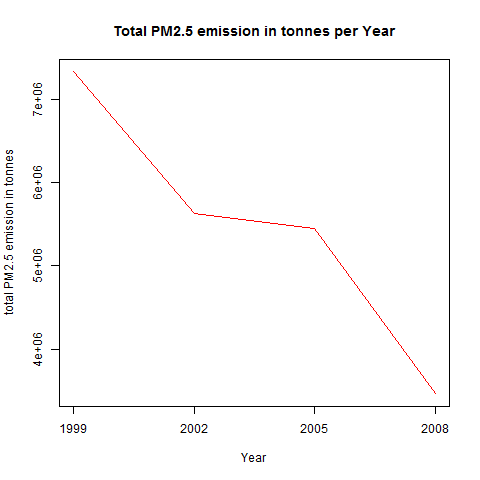 Total PM2.5 emission in tonnes per Year
total PM2.5 emission in tonnes
7e+06
6e+06
5e+06
4e+06
1999 2002 2005 2008
Year